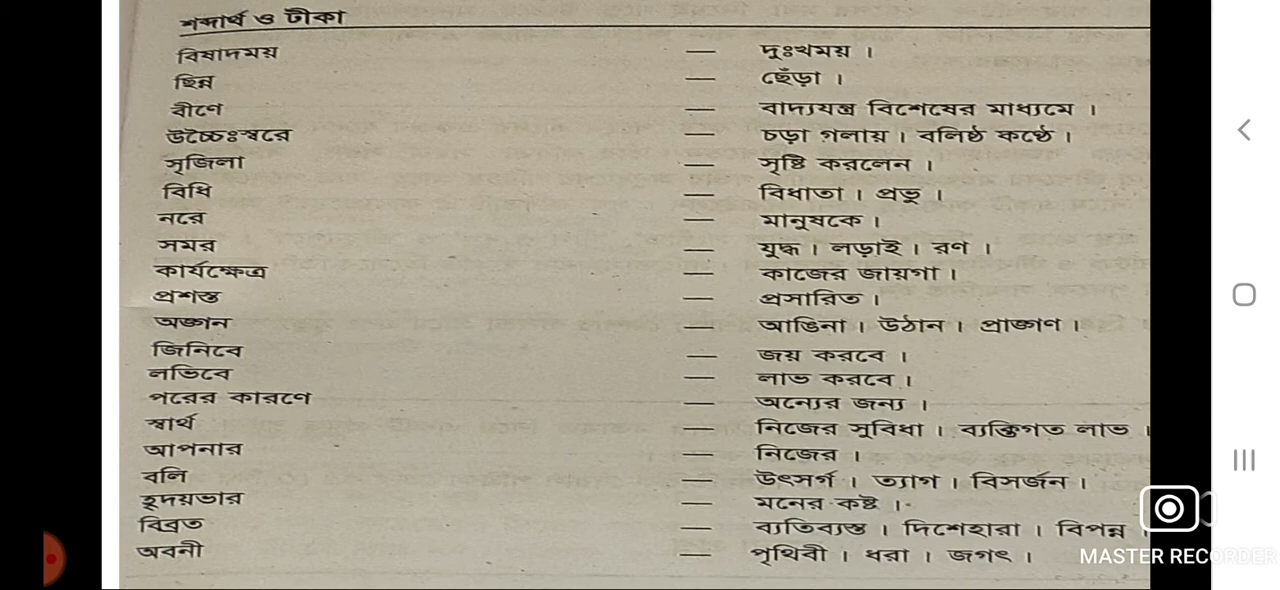 শব্দার্থ ও টীকা
বিষাদময় — দুঃখময় ।
ছিন্ন — ছেঁড়া ।
বীণে — বাদ্যযন্ত্র বিশেষের মাধ্যমে ।
উচ্চৈঃস্বরে — চড়া গলায় । বলিষ্ঠ কণ্ঠে ।
সৃজিলা — সৃষ্টি করলেন ।
বিধি — বিধাতা । প্রভু ।
নরে — মানুষকে ।
সমর — যুদ্ধ । লড়াই । রণ ।
কার্যক্ষেত্র — কাজের জায়গা ।
প্রশস্ত — প্রসারিত ।
অঙ্গন — আঙিনা । উঠান । প্রাঙ্গণ ।
জিনিবে — জয় করবে ।
লভিবে — লাভ করবে ।
পরের কারণে — অন্যের জন্য ।
স্বার্থ — নিজের সুবিধা । ব্যক্তিগত লাভ ।
আপনার — নিজের ।
বলি — উৎসর্গ । ত্যাগ । বিসর্জন ।
হৃদয়ভার — মনের কষ্ট ।
বিব্রত — ব্যতিব্যস্ত । দিশেহারা । বিপন্ন ।
অবনী — পৃথিবী । ধরা । জগৎ ।
MASTER RECORDER